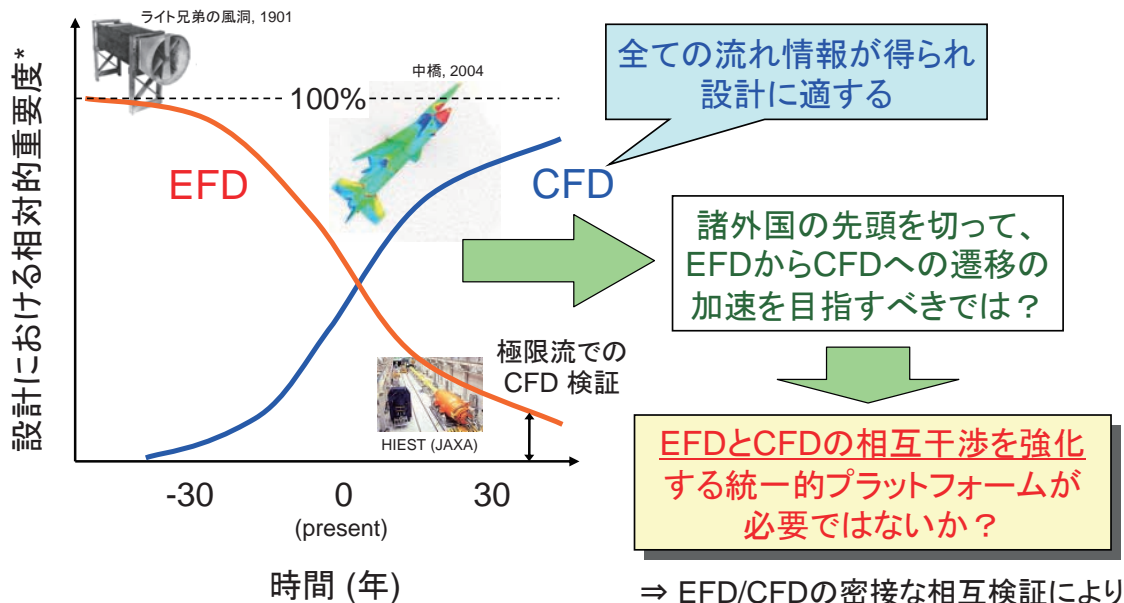 ライト兄弟の風洞, 1901
設計における相対的重要度*
中橋, 2004
100%
EFD
CFD
全ての流れ情報が得られ
設計に適する
諸外国の先頭を切って、
EFDからCFDへの遷移の
加速を目指すべきでは？
極限流での
CFD 検証
HIEST (JAXA)
EFDとCFDの相互干渉を強化
する統一的プラットフォームが
必要ではないか？
-30
0
30
(present)
時間 (年)
⇒ EFD/CFDの密接な相互検証により